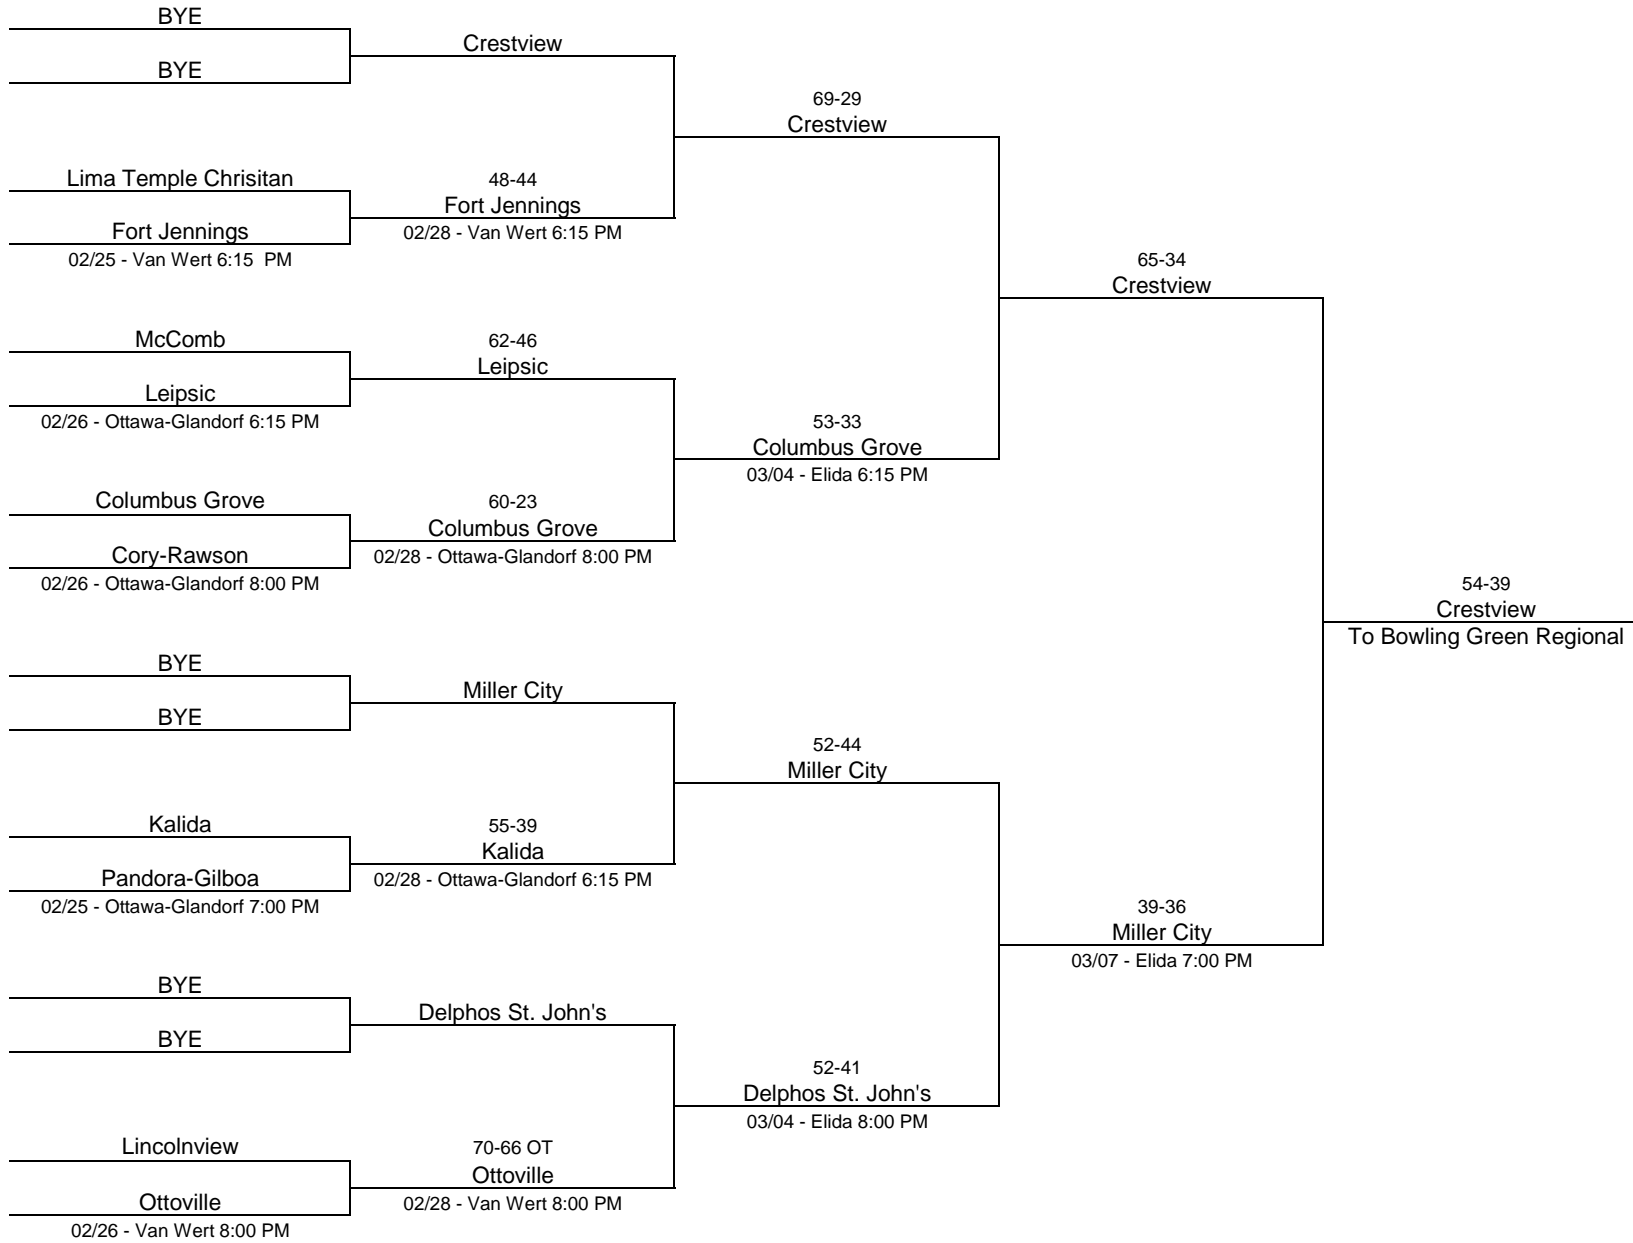 BYE
BYE
Crestview
69-29
Crestview
Lima Temple Chrisitan
Fort Jennings
02/25 - Van Wert 6:15  PM
48-44
Fort Jennings
02/28 - Van Wert 6:15 PM
65-34
Crestview
McComb
Leipsic
02/26 - Ottawa-Glandorf 6:15 PM
62-46
Leipsic
53-33
Columbus Grove
03/04 - Elida 6:15 PM
Columbus Grove
Cory-Rawson
02/26 - Ottawa-Glandorf 8:00 PM
60-23
Columbus Grove
02/28 - Ottawa-Glandorf 8:00 PM
54-39
Crestview
To Bowling Green Regional
BYE
BYE
Miller City
52-44
Miller City
Kalida
Pandora-Gilboa
02/25 - Ottawa-Glandorf 7:00 PM
55-39
Kalida
02/28 - Ottawa-Glandorf 6:15 PM
39-36
Miller City
03/07 - Elida 7:00 PM
BYE
BYE
Delphos St. John's
52-41
Delphos St. John's
03/04 - Elida 8:00 PM
Lincolnview
Ottoville
02/26 - Van Wert 8:00 PM
70-66 OT
Ottoville
02/28 - Van Wert 8:00 PM